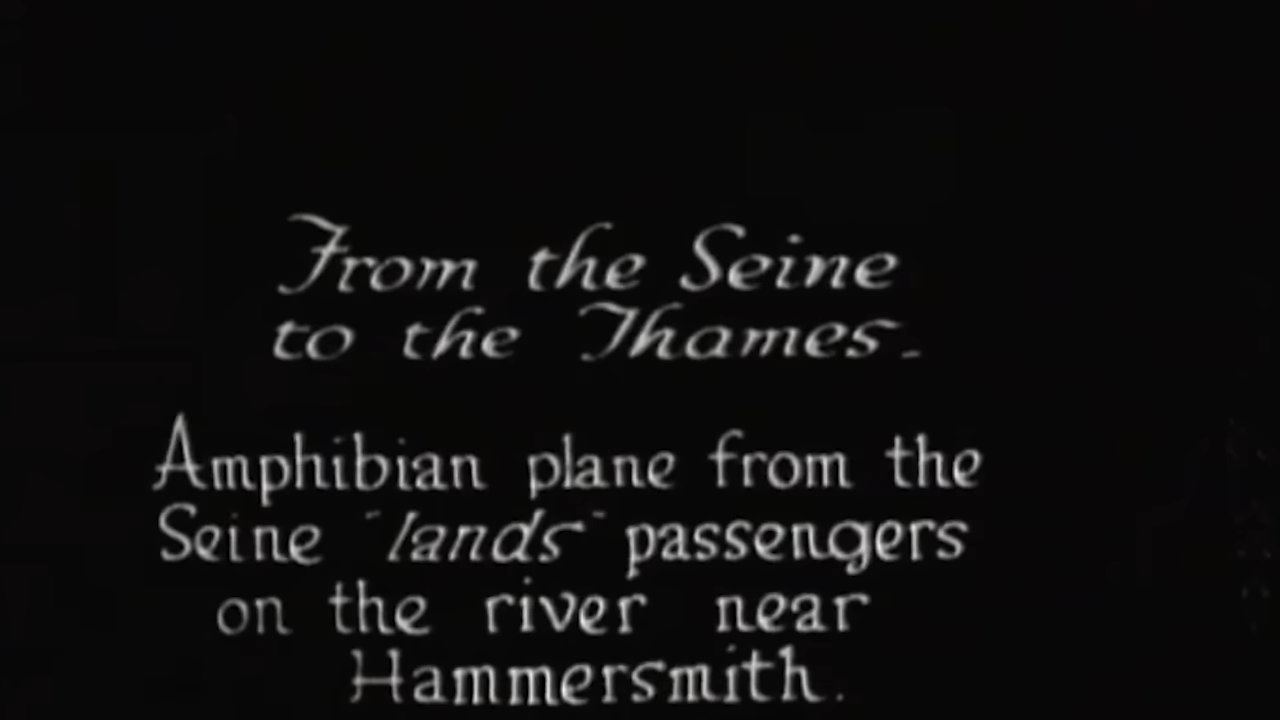 From the Seine
to the Thames.
Amphibian plane from the
Seine "lands" passengers
on the river near
Hammersmith.